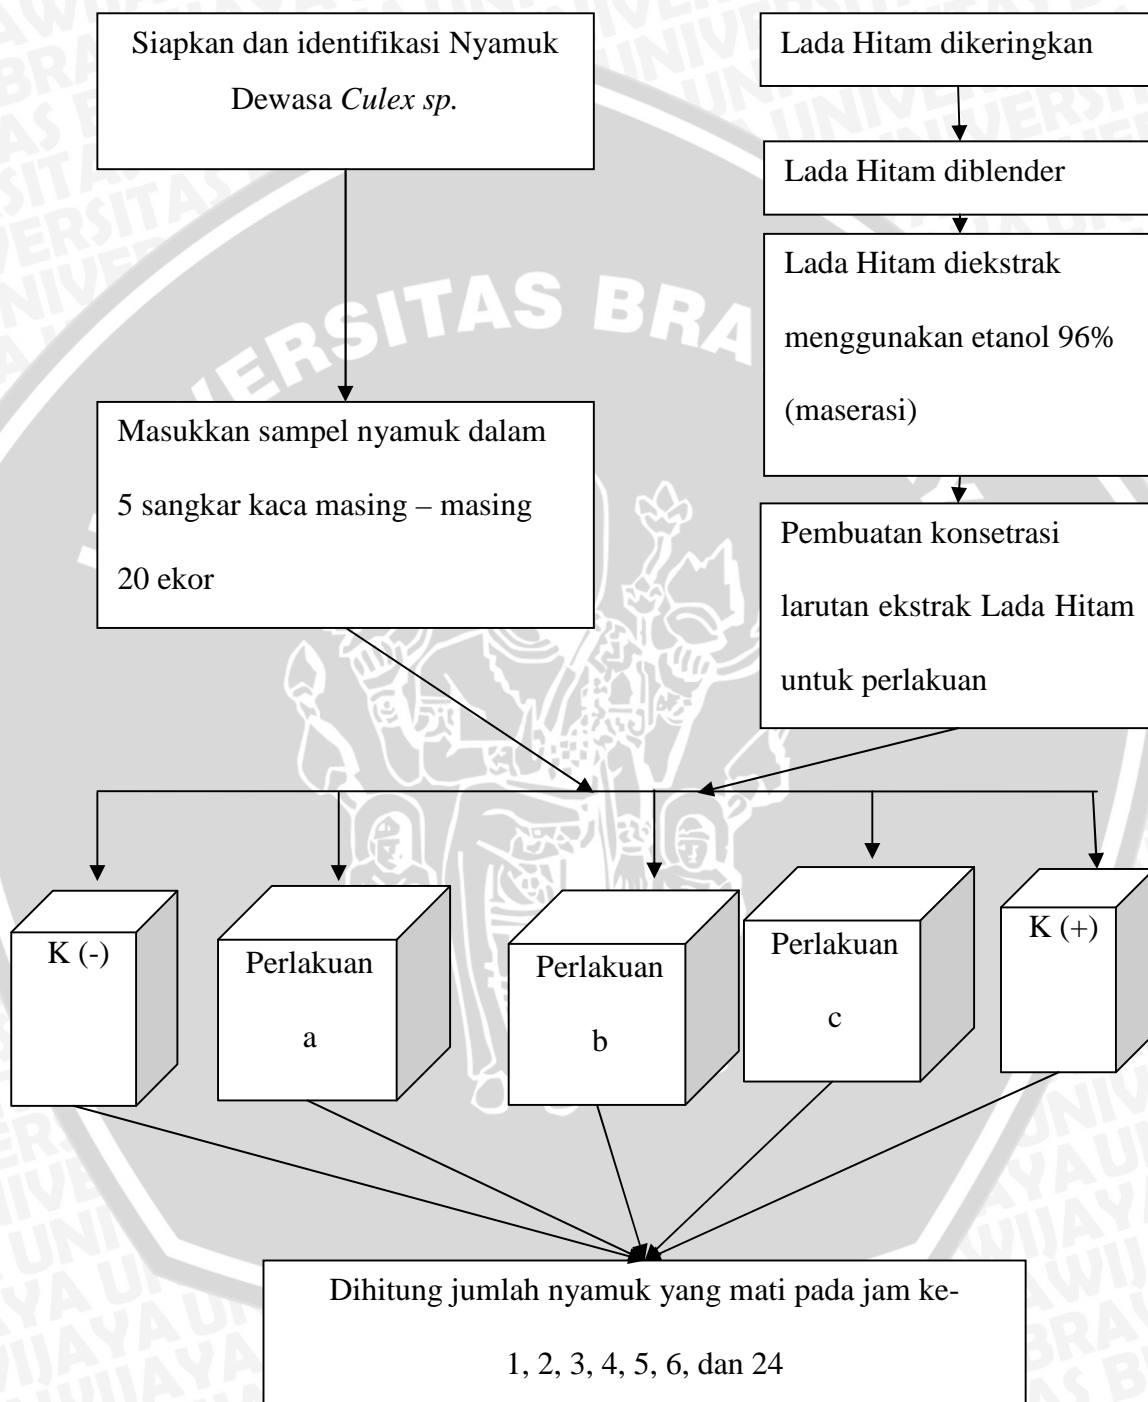 Siapkan dan identifikasi Nyamuk
Dewasa Culex sp.
Lada Hitam dikeringkan
Lada Hitam diblender
Lada Hitam diekstrak
menggunakan etanol 96%
(maserasi)
Masukkan sampel nyamuk dalam
5 sangkar kaca masing – masing
20 ekor
Pembuatan konsetrasi
larutan ekstrak Lada Hitam
untuk perlakuan
K (-)
Perlakuan
a
Perlakuan
b
Perlakuan
c
K (+)
Dihitung jumlah nyamuk yang mati pada jam ke-
1, 2, 3, 4, 5, 6, dan 24